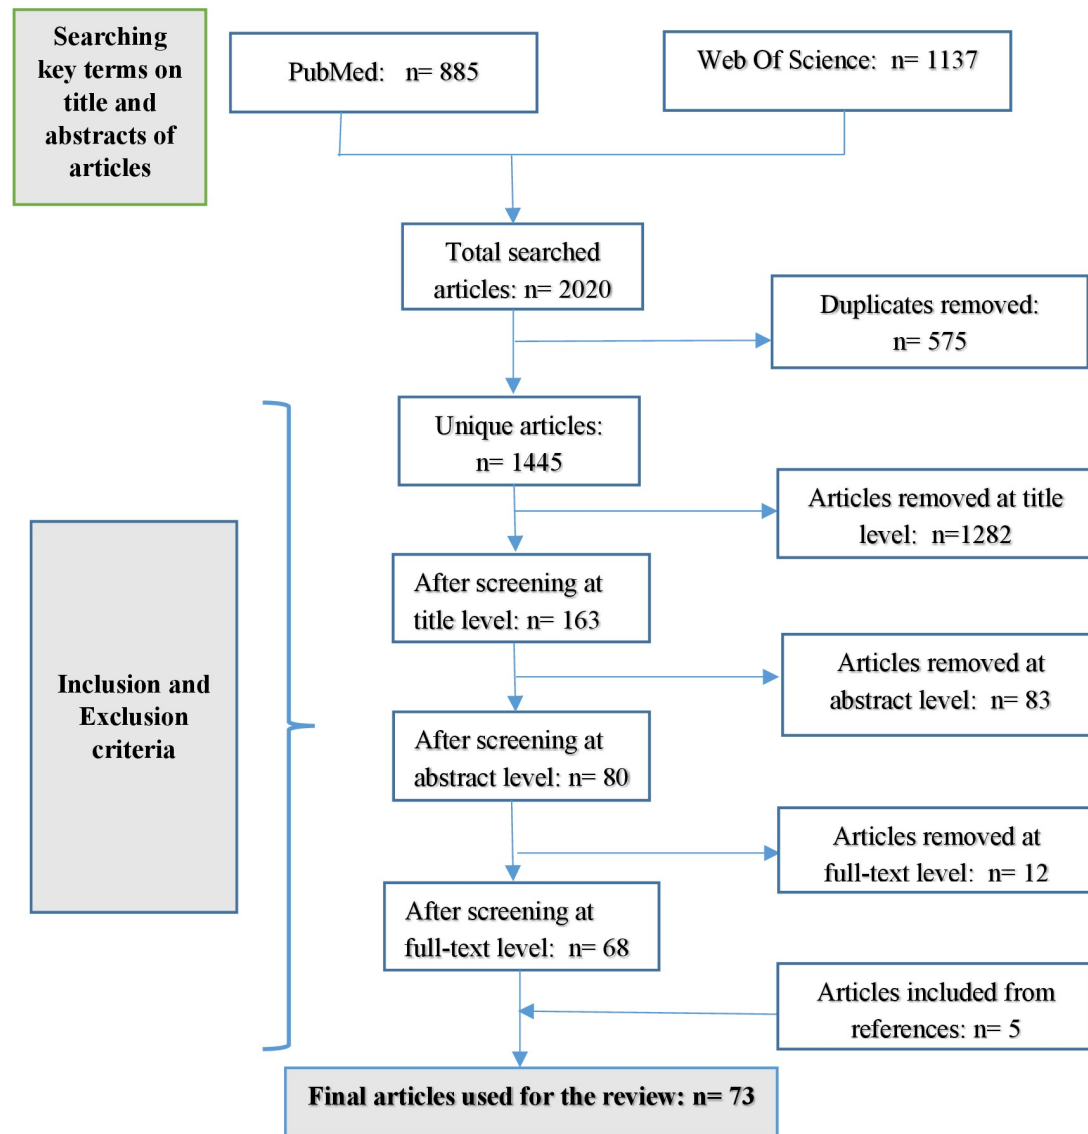 Searching
key terms on
title and
abstracts of
articles
PubMed: n= 885
Web Of Science: n= 1137
Total searched
articles: n= 2020
Duplicates removed:
n= 575
Unique articles:
n= 1445
Articles removed at title
level: n=1282
After screening at
title level: n= 163
Articles removed at
abstract level: n= 83
Inclusion and
Exclusion
criteria
After screening at
abstract level: n= 80
Articles removed at
full-text level: n= 12
After screening at
full-text level: n= 68
Articles included from
references: n= 5
Final articles used for the review: n= 73